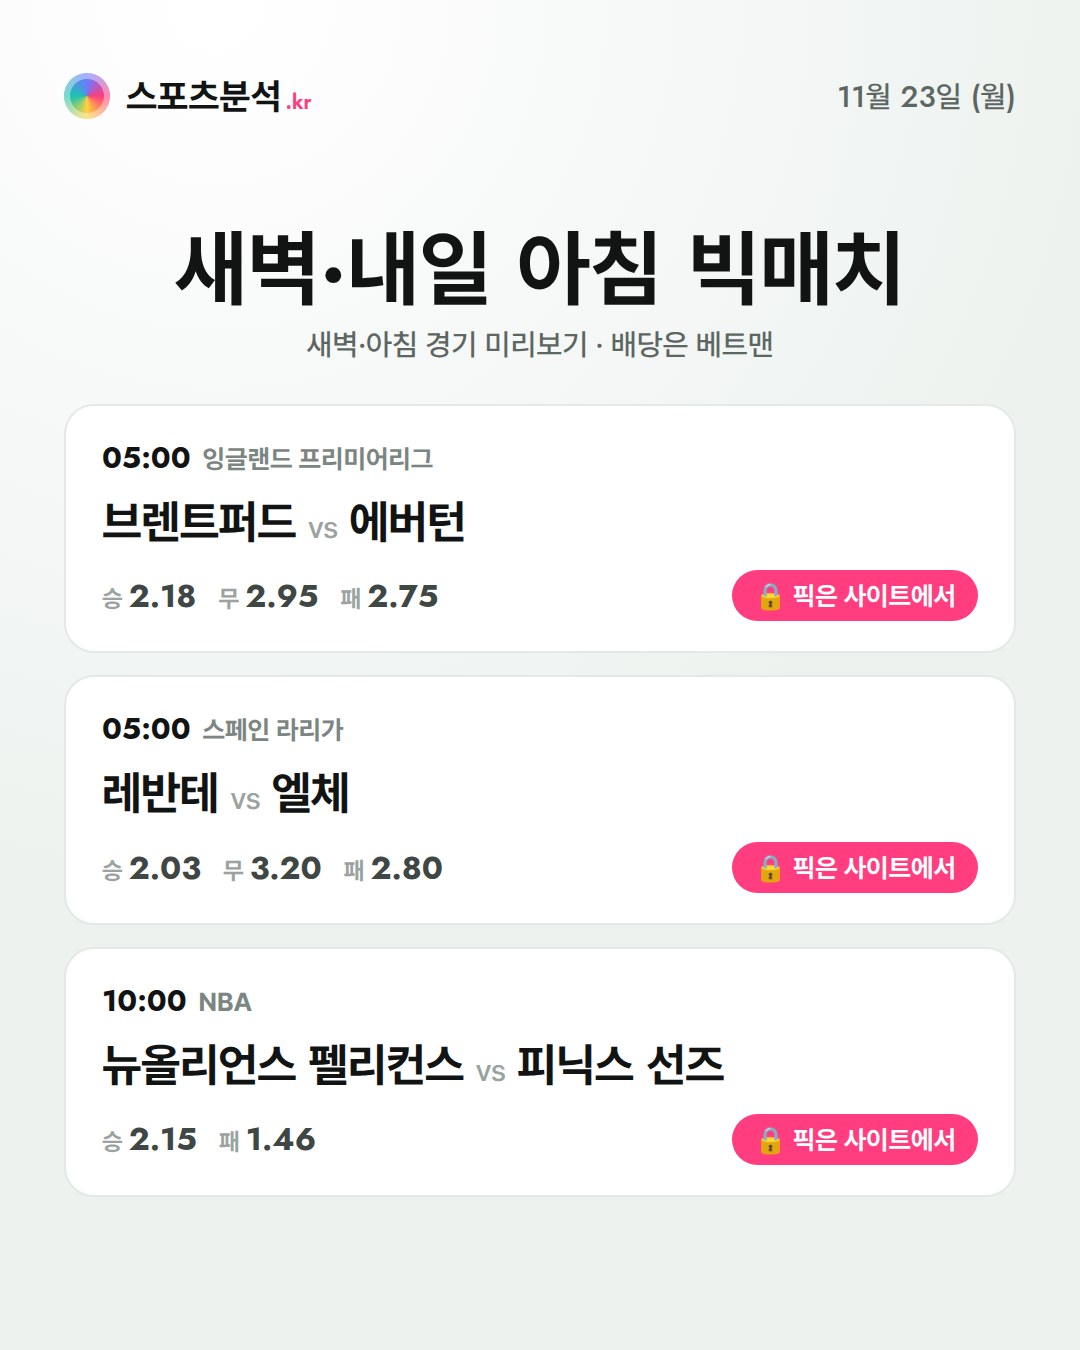 스포츠분석.kr
11월 23일 (월)
새벽·내일 아침 빅매치
새벽·아침 경기 미리보기 · 배당은 베트맨
05:00 잉글랜드 프리미어리그
브렌트퍼드 VS 에버턴
승 2.18 무 2.95 패 2.75
🔒 픽은 사이트에서
05:00 스페인 라리가
레반테 VS 엘체
승 2.03 무 3.20 패 2.80
🔒 픽은 사이트에서
10:00 NBA
뉴올리언스 펠리컨스 VS 피닉스 선즈
승 2.15 패 1.46
🔒 픽은 사이트에서